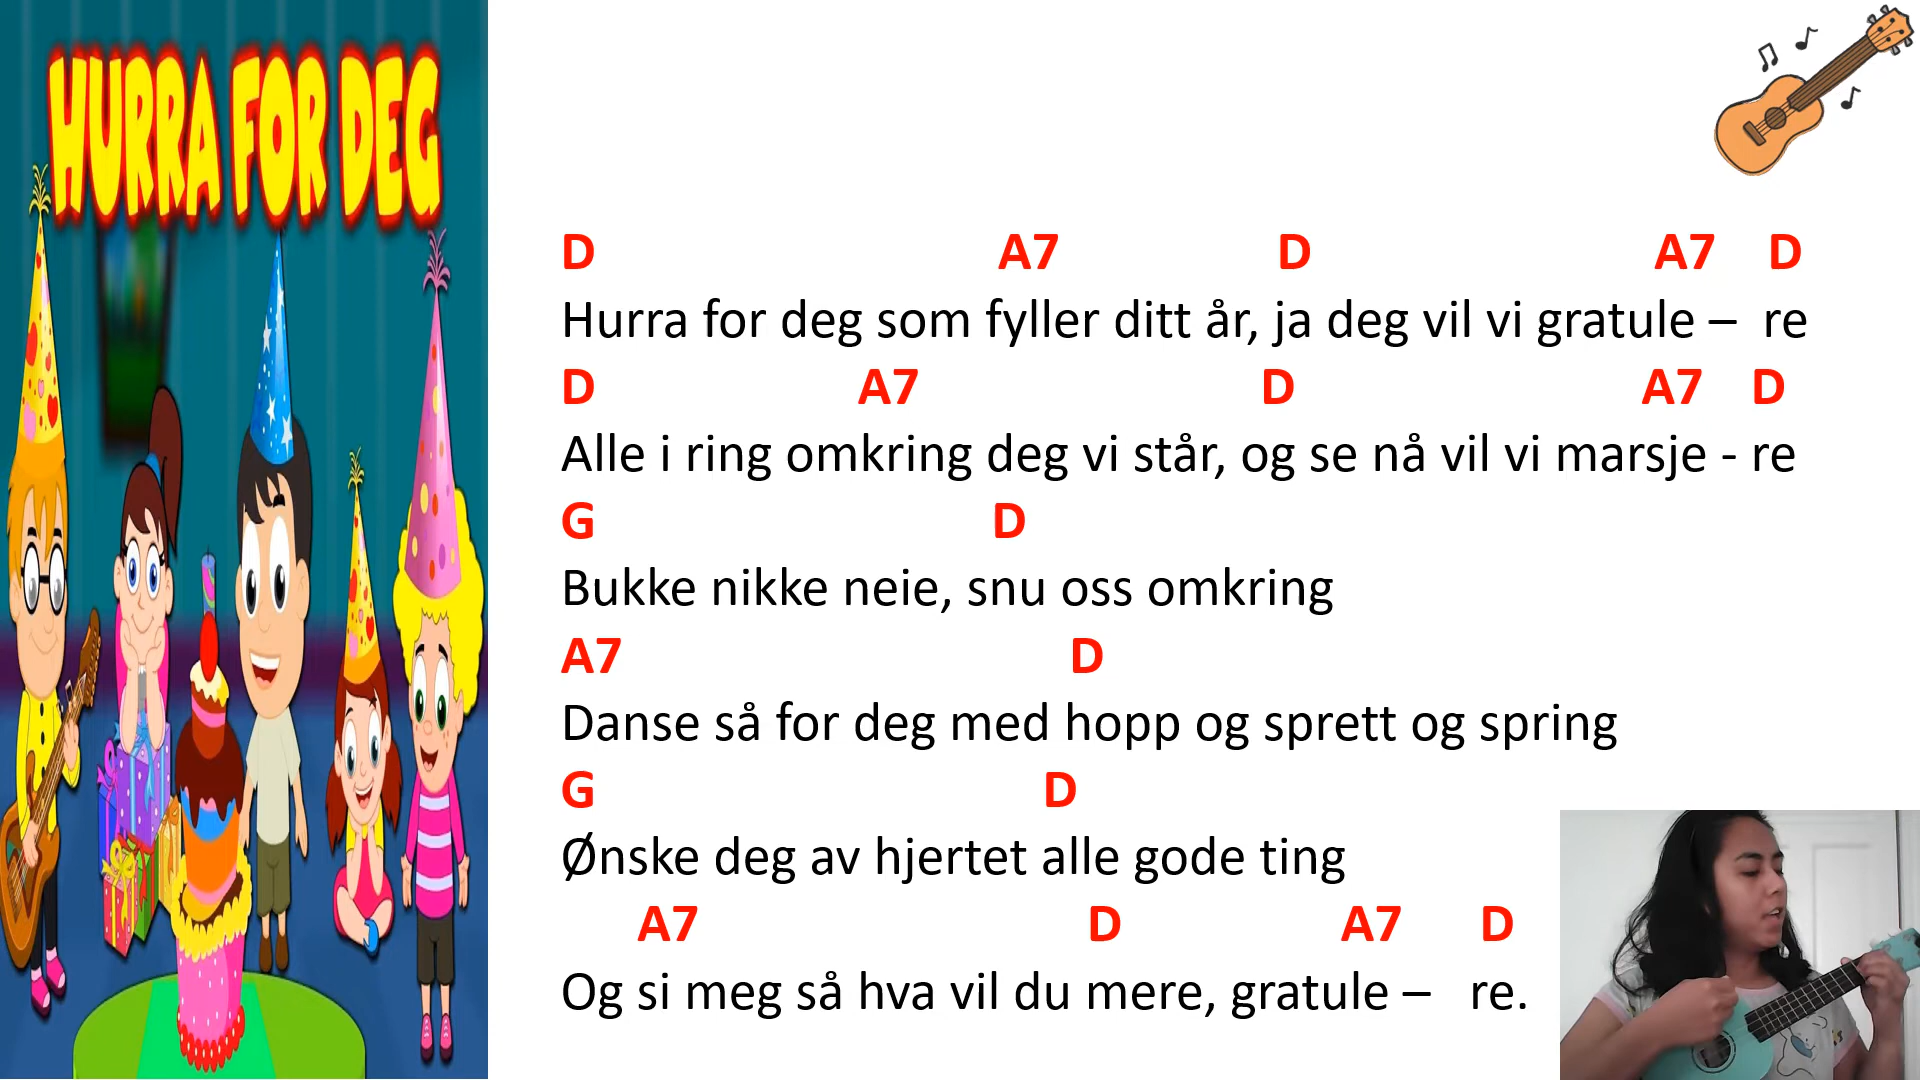 HURRA FOR DEG
D A7 D A7 D
Hurra for deg som fyller ditt år, ja deg vil vi gratule – re
D A7 D A7 D
Alle i ring omkring deg vi står, og se nå vil vi marsje - re
G D
Bukke nikke neie, snu oss omkring
A7 D
Danse så for deg med hopp og sprett og spring
G D
Ønske deg av hjertet alle gode ting
A7 D A7 D
Og si meg så hva vil du mere, gratule – re.